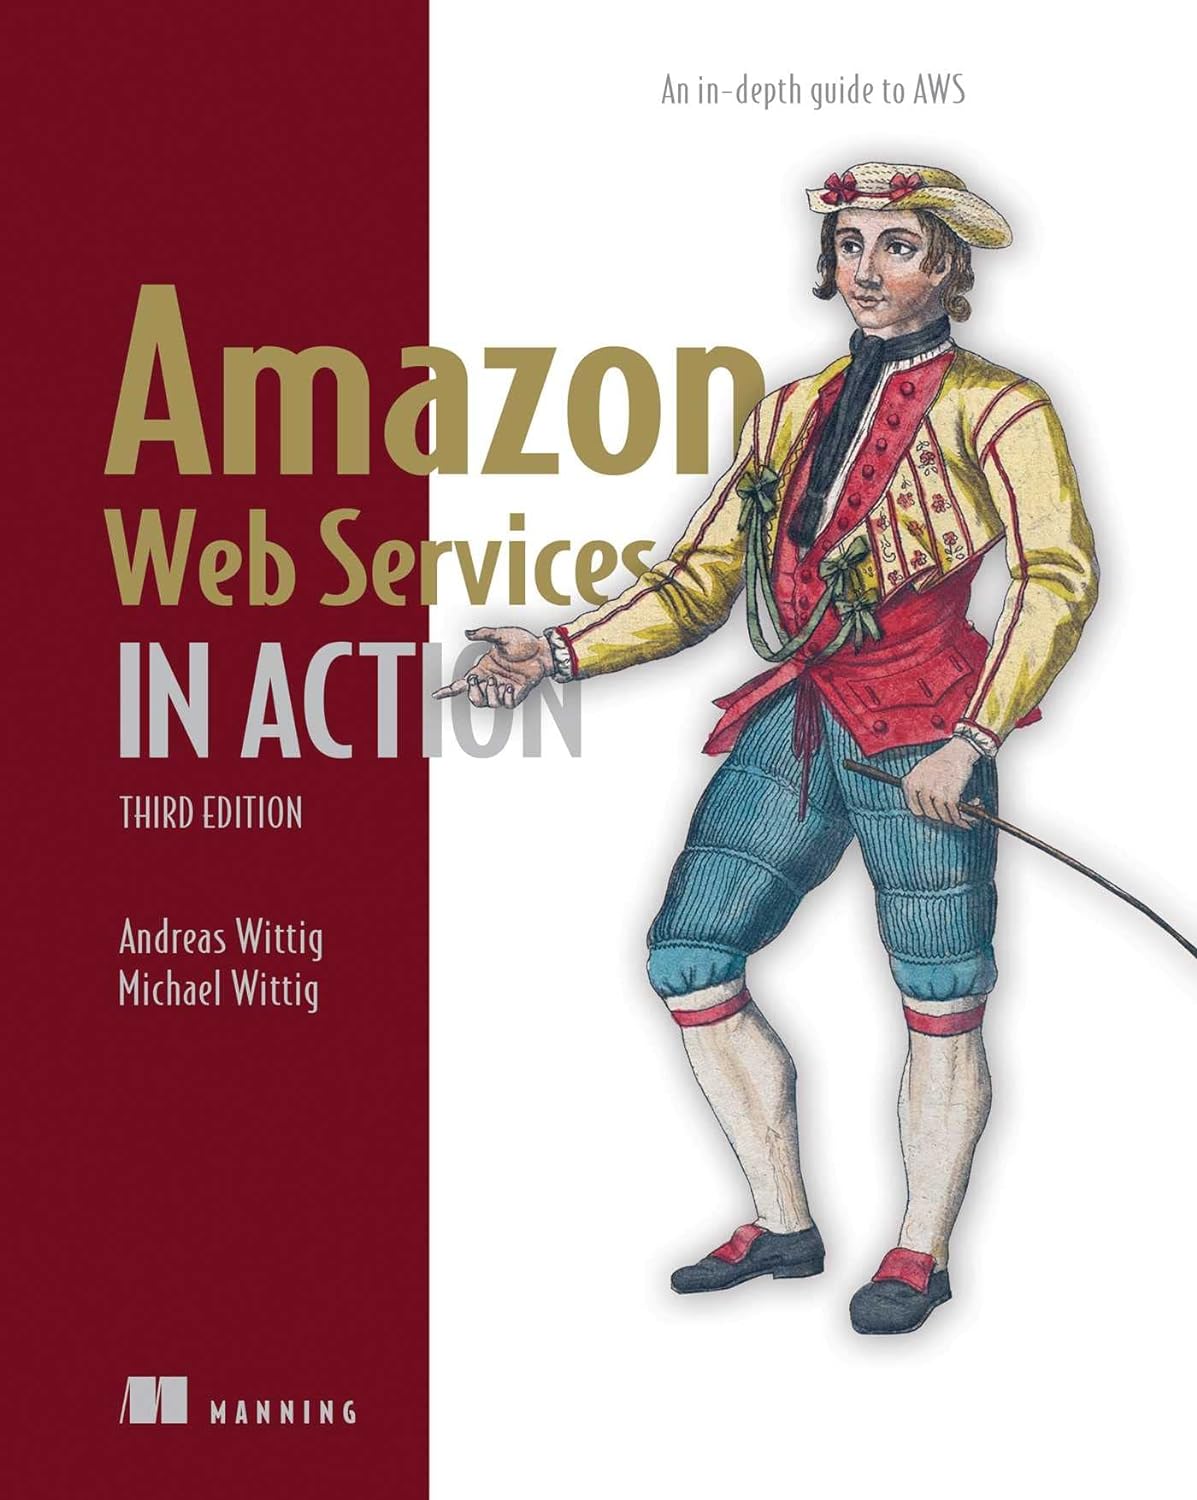 An in-depth guide to AWS
Amazon
Web Services
IN ACTION
THIRD EDITION
Andreas Wittig
Michael Wittig
MANNING